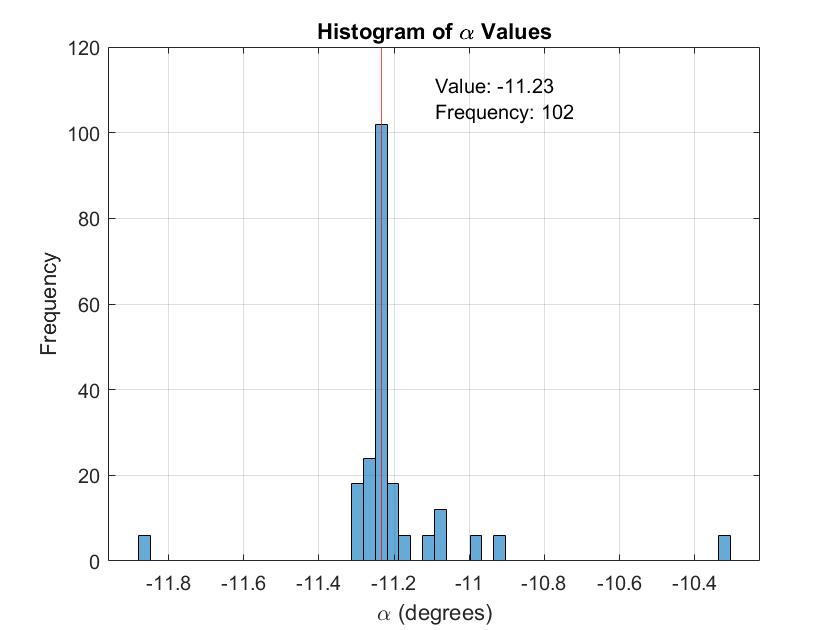 Histogram of α Values
Value: -11.23
Frequency: 102
120
100
80
60
40
20
0
Frequency
-11.8 -11.6 -11.4 -11.2 -11 -10.8 -10.6 -10.4
α (degrees)